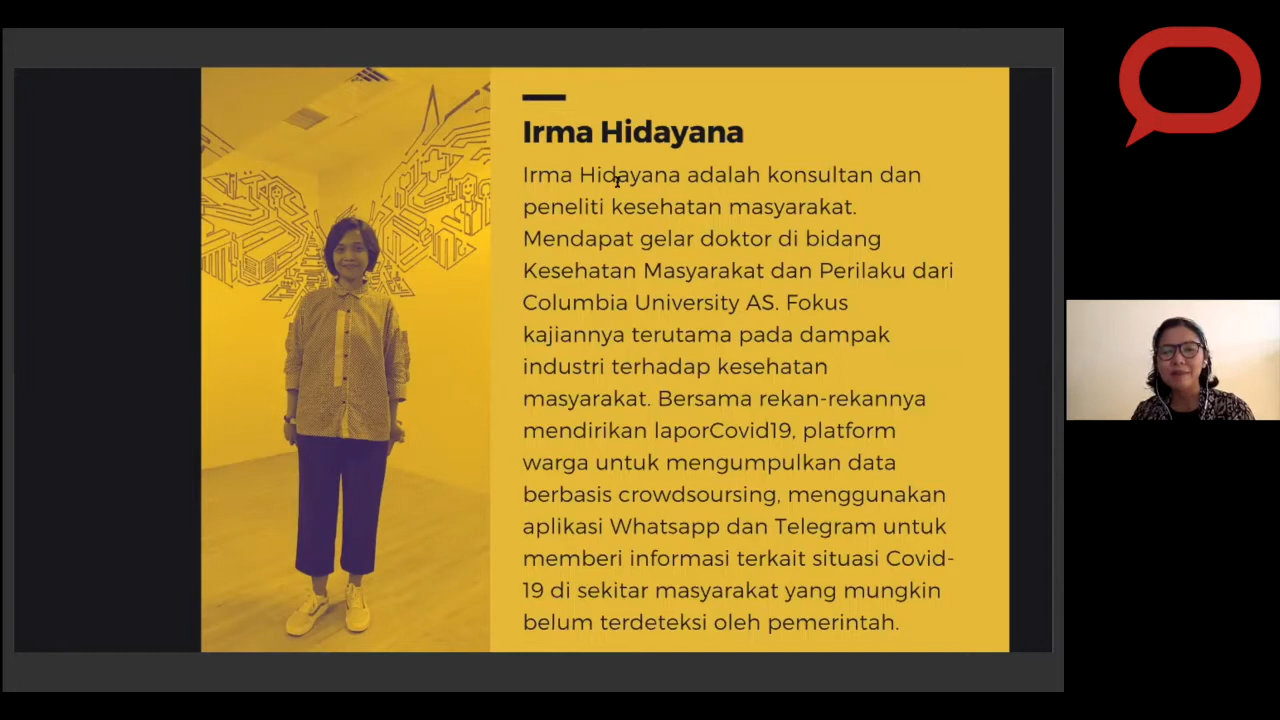 Irma Hidayana
Irma Hidayana adalah konsultan dan
peneliti kesehatan masyarakat.
Mendapat gelar doktor di bidang
Kesehatan Masyarakat dan Perilaku dari
Columbia University AS. Fokus
kajiannya terutama pada dampak
industri terhadap kesehatan
masyarakat. Bersama rekan-rekannya
mendirikan laporCovid19, platform
warga untuk mengumpulkan data
berbasis crowdsoursing, menggunakan
aplikasi Whatsapp dan Telegram untuk
memberi informasi terkait situasi Covid-
19 di sekitar masyarakat yang mungkin
belum terdeteksi oleh pemerintah.